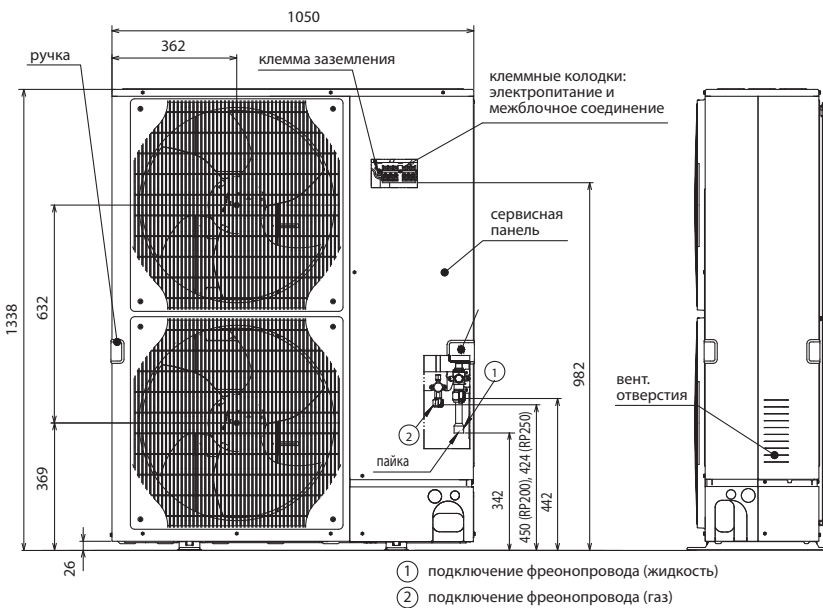 1050
362
ручка
клемма заземления
клеммные колодки:
электропитание и
межблочное соединение
сервисная
панель
1338
632
982
1
вент.
отверстия
2
пайка
369
342
450 (RP200), 424 (RP250)
442
26
1 подключение фреонопровода (жидкость)
2 подключение фреонопровода (газ)